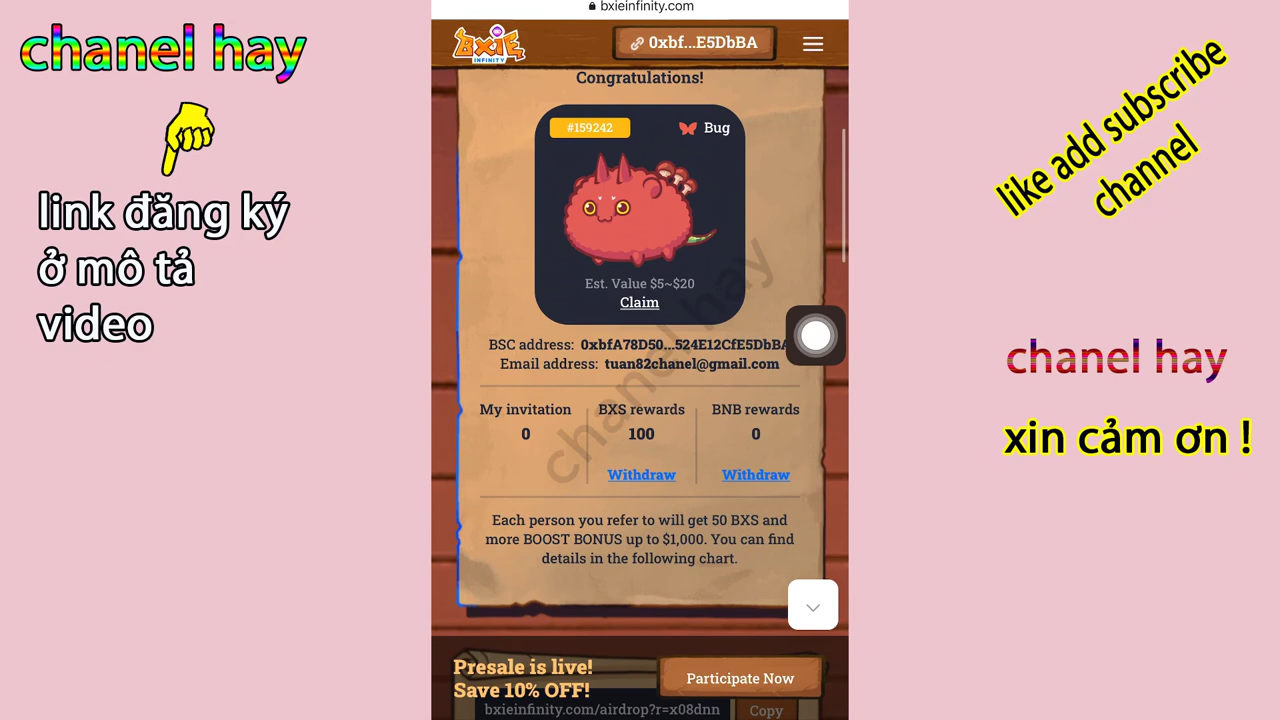 chanel hay
link đăng ký
ở mô tả
video
bxieinfinity.com
BXIE
INFINITY
0xbf...E5DbBA
Congratulations!
#159242
Bug
Est. Value $5~$20
Claim
BSC address: 0xbfA78D50...524E12CfE5DbBA
Email address: tuan82chanel@gmail.com
My invitation
BXS rewards
BNB rewards
0
100
0
Withdraw
Withdraw
Each person you refer to will get 50 BXS and
more BOOST BONUS up to $1,000. You can find
details in the following chart.
chanel hay
Presale is live!
Save 10% OFF!
Participate Now
bxieinfinity.com/airdrop?r=x08dnn
Copy
like add subscribe
channel
chanel hay
xin cảm ơn !